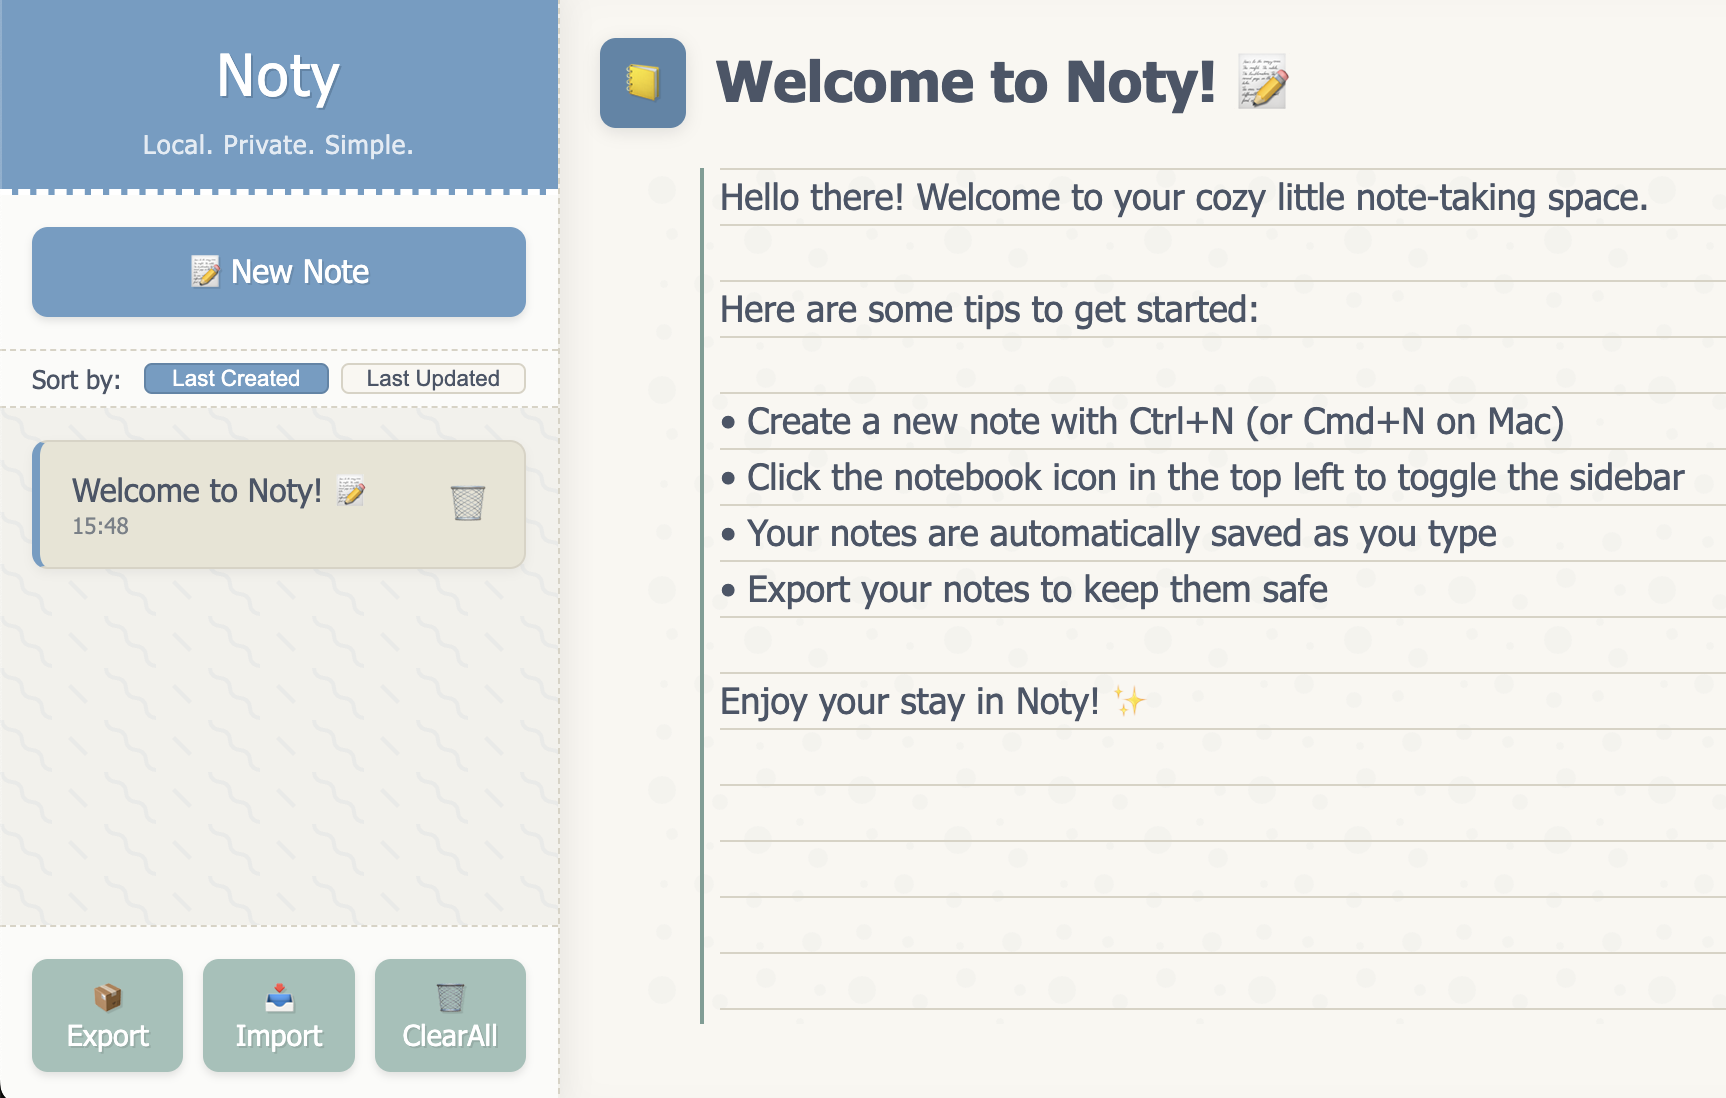 Noty
Local. Private. Simple.
📝 New Note
Sort by: Last Created Last Updated
Welcome to Noty! 📝
15:48
Export
Import
ClearAll
Welcome to Noty! 📝
Hello there! Welcome to your cozy little note-taking space.
Here are some tips to get started:
• Create a new note with Ctrl+N (or Cmd+N on Mac)
• Click the notebook icon in the top left to toggle the sidebar
• Your notes are automatically saved as you type
• Export your notes to keep them safe
Enjoy your stay in Noty! ✨